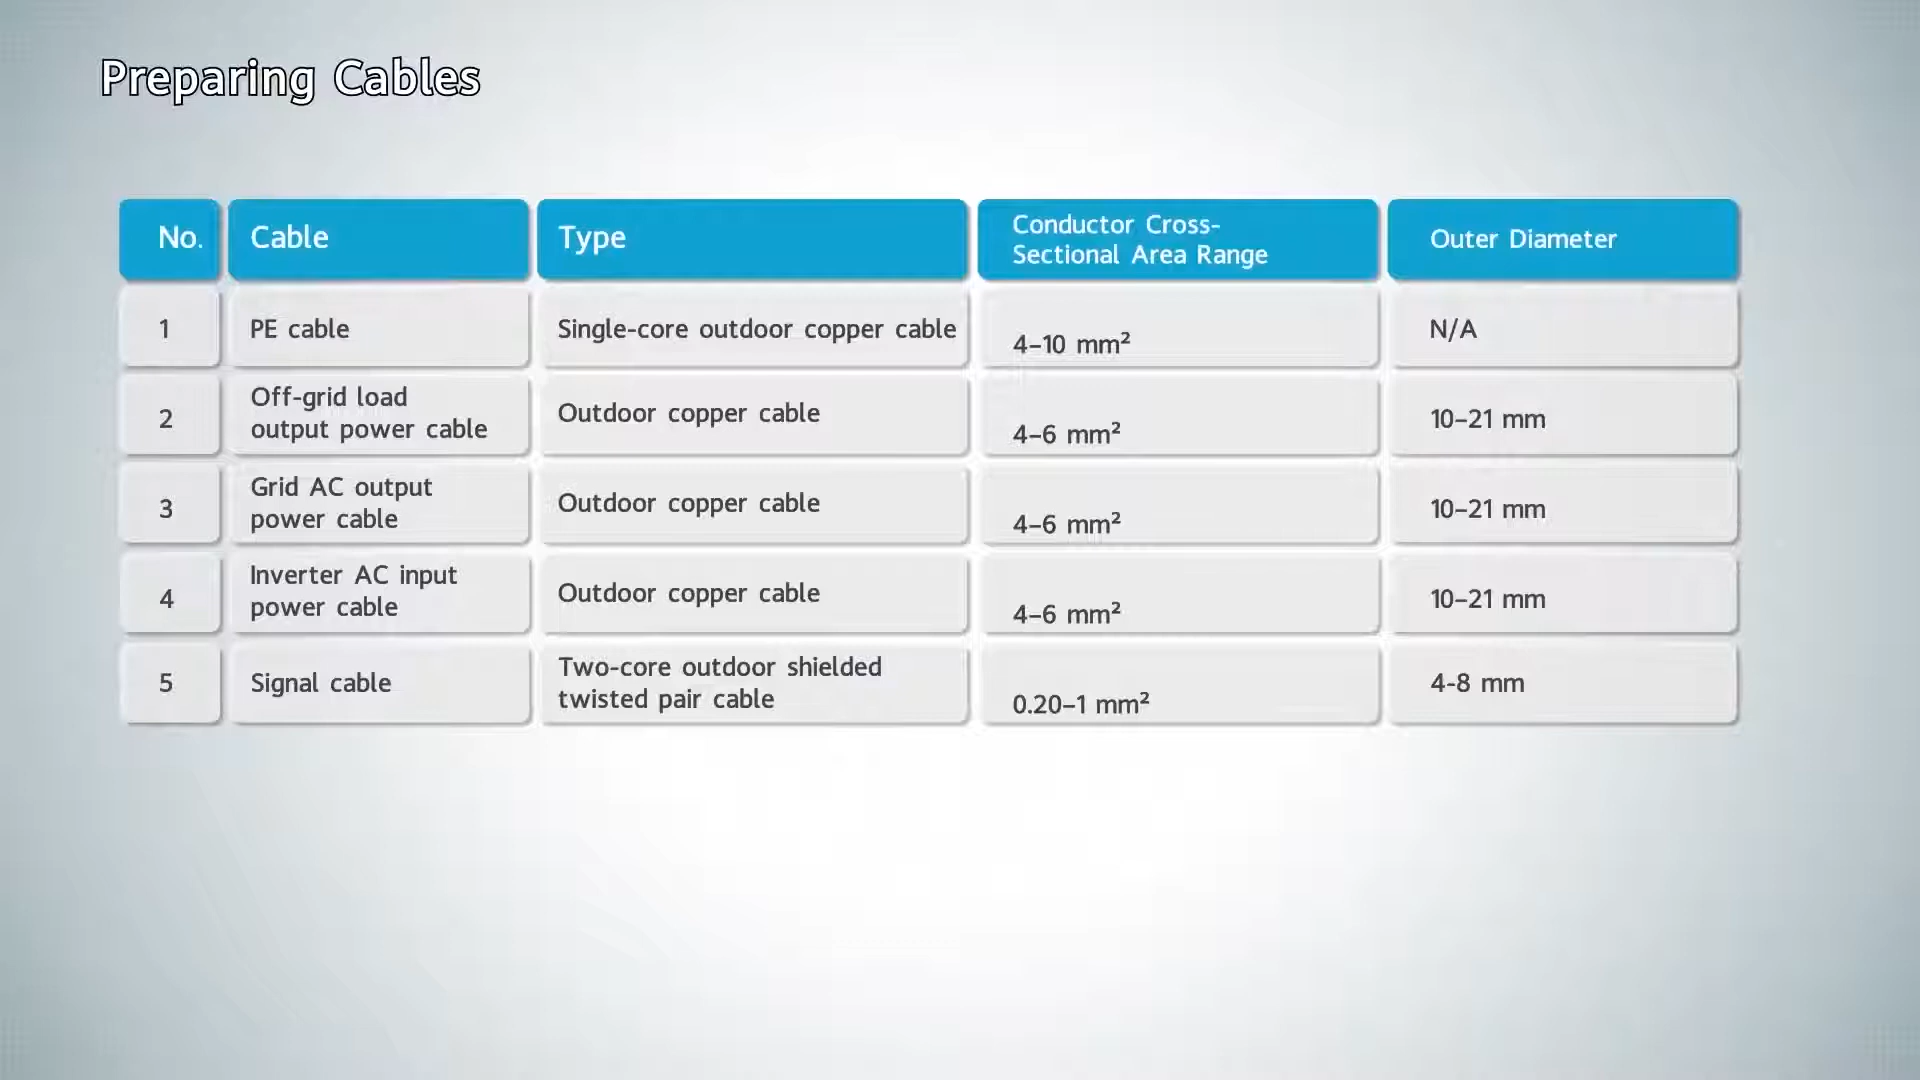 Preparing Cables
No. Cable Type Conductor Cross-
Sectional Area Range Outer Diameter
1 PE cable Single-core outdoor copper cable 4–10 mm² N/A
2 Off-grid load
output power cable Outdoor copper cable 4–6 mm² 10–21 mm
3 Grid AC output
power cable Outdoor copper cable 4–6 mm² 10–21 mm
4 Inverter AC input
power cable Outdoor copper cable 4–6 mm² 10–21 mm
5 Signal cable Two-core outdoor shielded
twisted pair cable 0.20–1 mm² 4-8 mm